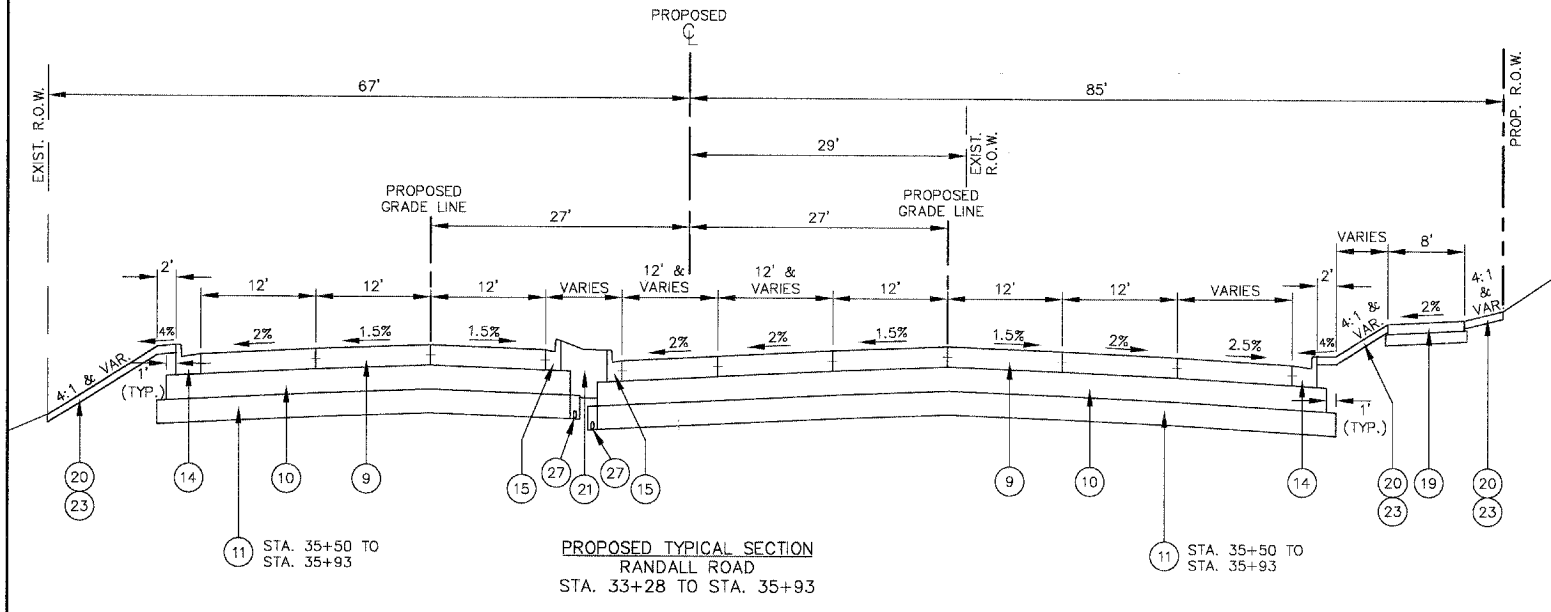 PROPOSED
CL
67'
85'
EXIST. R.O.W.
PROP. R.O.W.
29'
EXIST.
R.O.W.
PROPOSED
GRADE LINE
PROPOSED
GRADE LINE
27'
27'
2'
12'
12'
12'
VARIES
12' &
VARIES
12' &
VARIES
12'
12'
12'
VARIES
2'
VARIES
8'
4:1 & VAR.
4%
2%
1.5%
1.5%
2%
2%
1.5%
1.5%
2%
2.5%
4%
4:1 & VAR.
2%
4:1
&
VAR.
1'
(TYP.)
1'
(TYP.)
20
23
14
10
9
15
27
21
27
15
9
10
14
20
23
19
20
23
11 STA. 35+50 TO
STA. 35+93
11 STA. 35+50 TO
STA. 35+93
PROPOSED TYPICAL SECTION
RANDALL ROAD
STA. 33+28 TO STA. 35+93